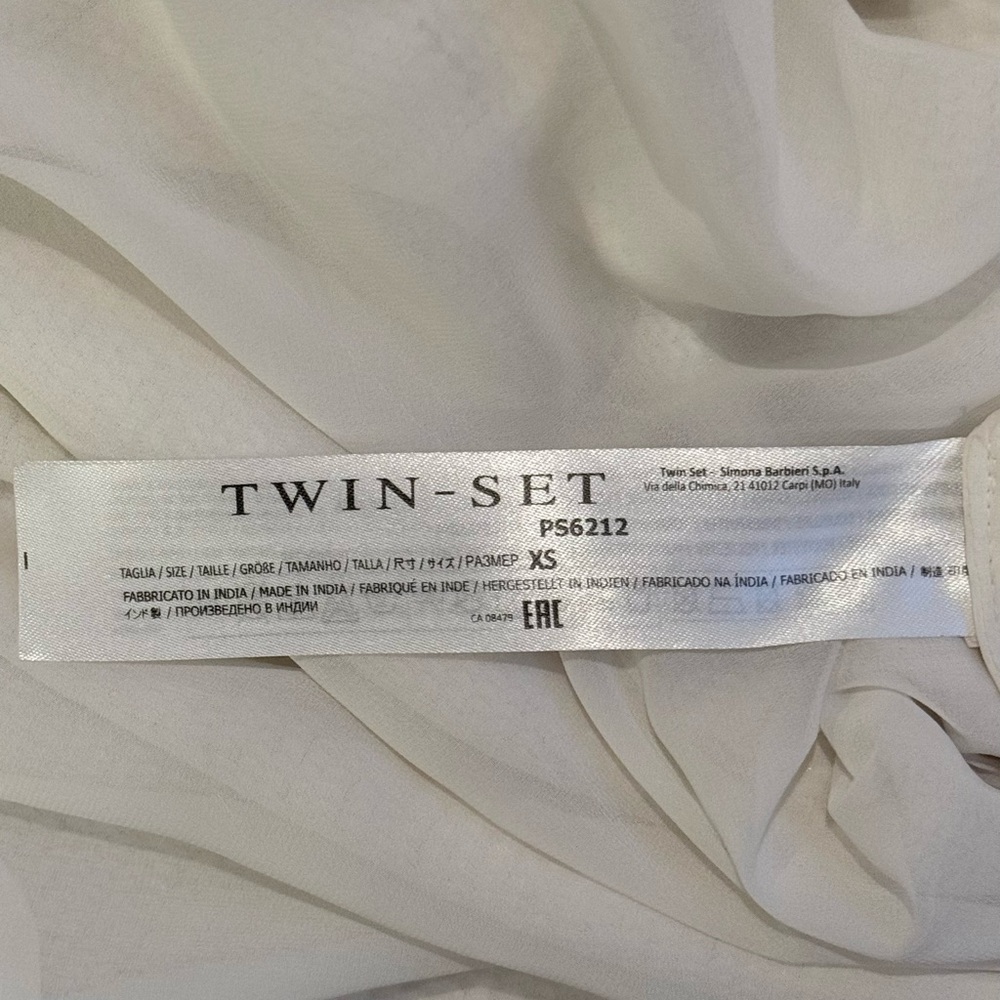 TWIN-SET
Twin Set - Simona Barbieri S.p.A.
Via della Chimica, 21 41012 Carpi (MO) Italy
PS6212
TAGLIA / SIZE / TAILLE / GRÖßE / TAMANHO / TALLA / 尺寸 / サイズ / РАЗМЕР XS
FABBRICATO IN INDIA / MADE IN INDIA / FABRIQUÉ EN INDE / HERGESTELLT IN INDIEN / FABRICADO NA ÍNDIA / FABRICADO EN INDIA / 制造
インド製 / ПРОИЗВЕДЕНО В ИНДИИ
CA 08479 EAC